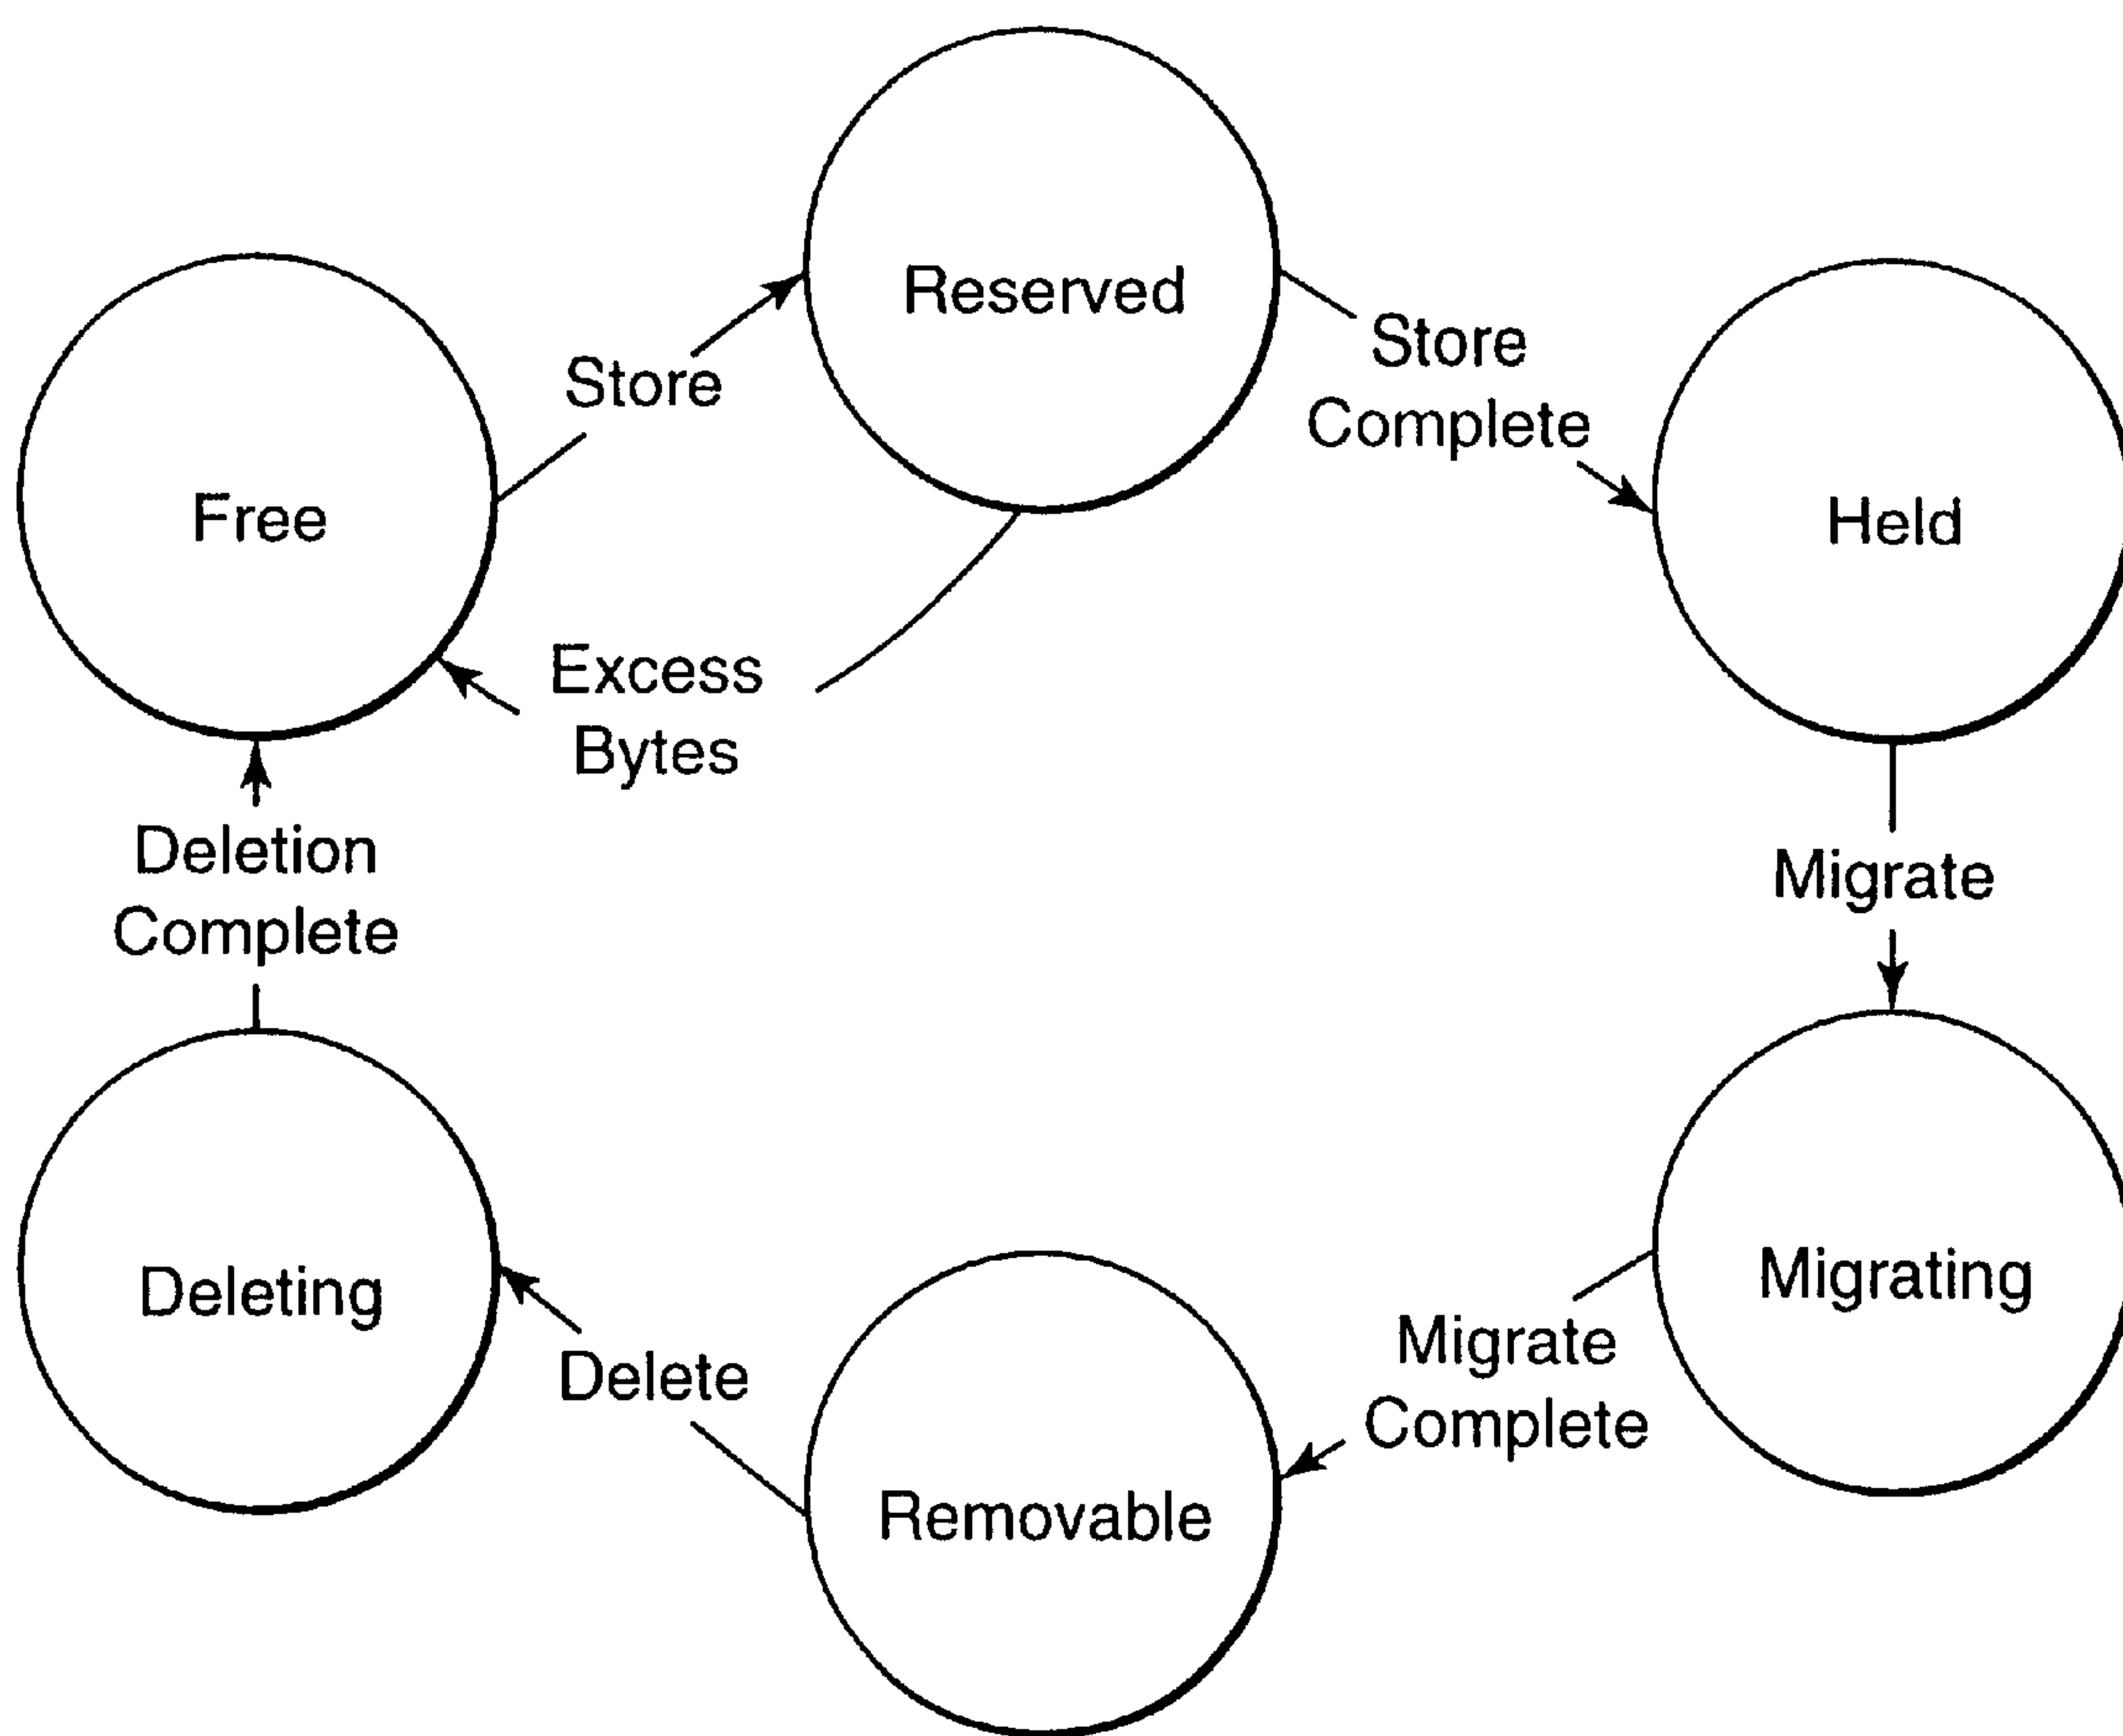 Reserved
Store
Complete
Store
Free
Held
Excess
Bytes
Deletion
Complete
Migrate
Deleting
Migrating
Migrate
Complete
Delete
Removable